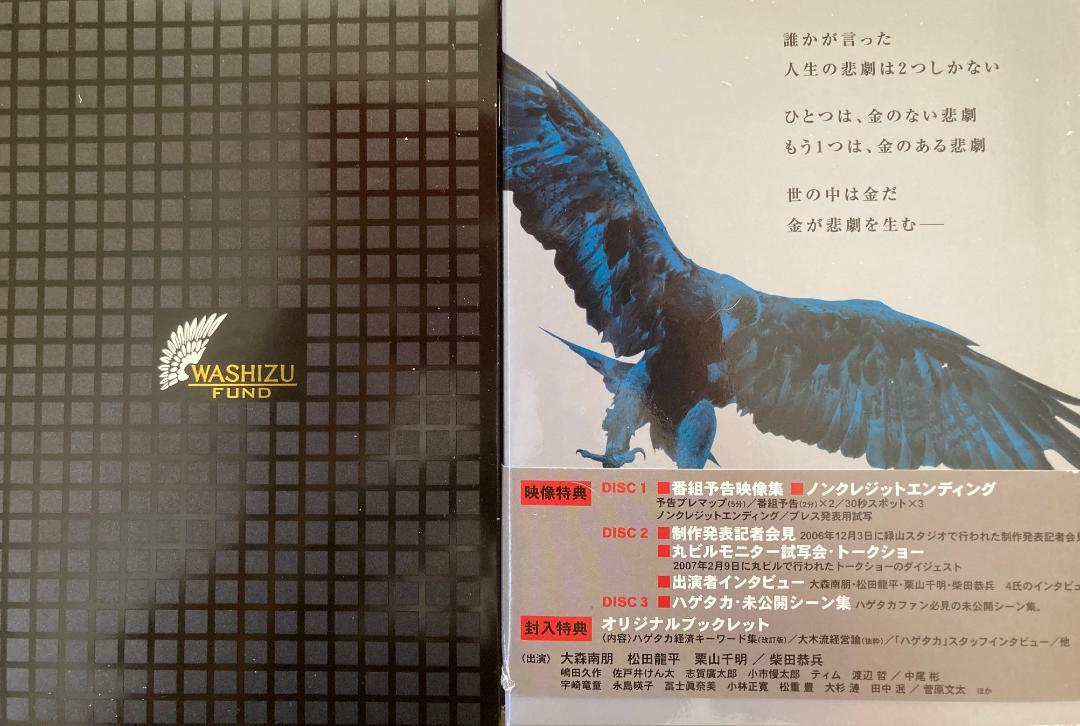 WASHIZU
FUND
誰かが言った
人生の悲劇は2つしかない
ひとつは、金のない悲劇
もう1つは、金のある悲劇
世の中は金だ
金が悲劇を生む──
映像特典
DISC 1 ■番組予告映像集 ■ノンクレジットエンディング
予告プレマップ(5分)／番組予告(2分)×2／30秒スポット×3
ノンクレジットエンディング／プレス発表用試写
DISC 2 ■制作発表記者会見 2006年12月3日に緑山スタジオで行われた制作発表記者会見
■丸ビルモニター試写会・トークショー
2007年2月9日に丸ビルで行われたトークショーのダイジェスト
■出演者インタビュー 大森南朋・松田龍平・栗山千明・柴田恭兵 4氏のインタビュ
DISC 3 ■ハゲタカ・未公開シーン集 ハゲタカファン必見の未公開シーン集。
封入特典 オリジナルブックレット
〈内容〉ハゲタカ経済キーワード集(改訂版)／大木流経営論(抜粋)／「ハゲタカ」スタッフインタビュー／他
〈出演〉 大森南朋 松田龍平 栗山千明 ／ 柴田恭兵
嶋田久作 佐戸井けん太 志賀廣太郎 小市慢太郎 ティム 渡辺 哲 ／ 中尾 彬
宇崎竜童 永島暎子 冨士眞奈美 小林正寛 松重 豊 大杉 漣 田中 泯 ／ 菅原文太 ほか